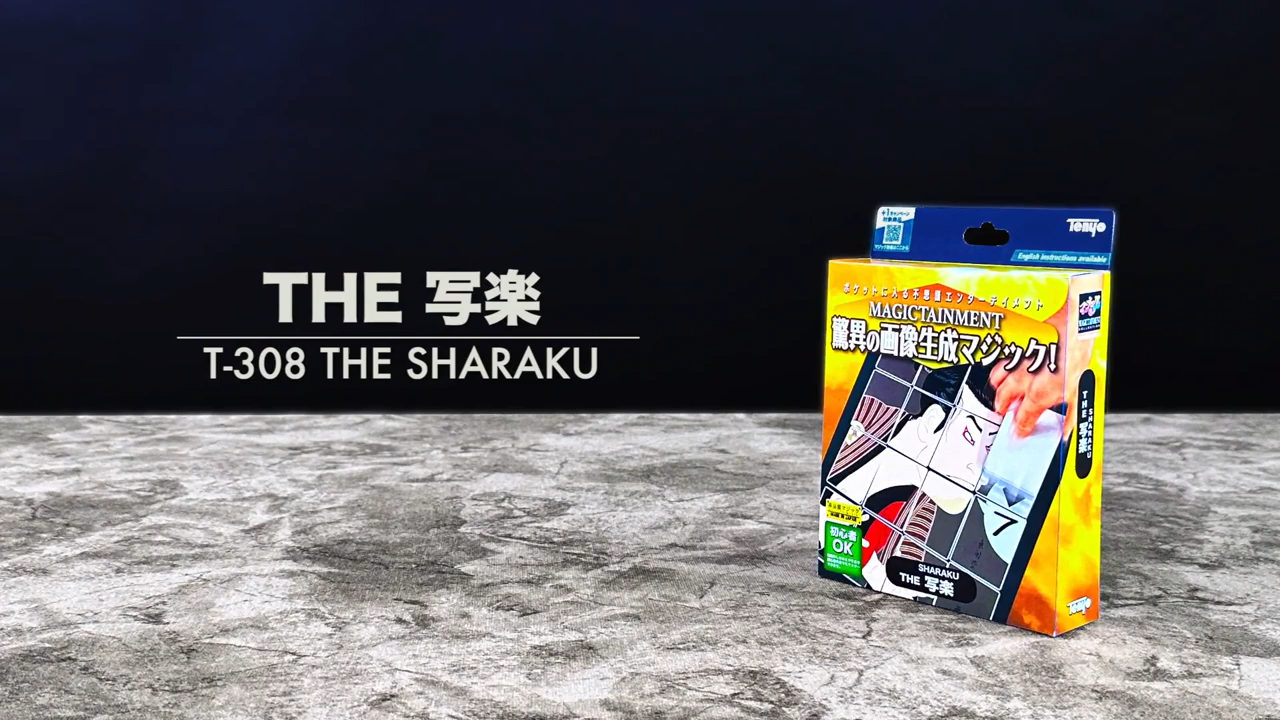 THE 写楽
T-308 THE SHARAKU
Tenyo
English instructions available
ポケットに入る不思議エンターテイメント
MAGICTAINMENT
驚異の画像生成マジック!
7
初心者
OK
SHARAKU
THE 写楽
THE 写楽
SHARAKU
Tenyo